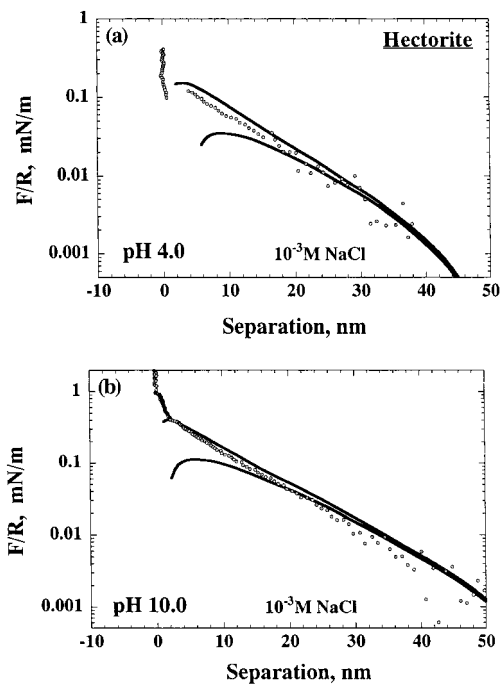 (a)
Hectorite
F/R, mN/m
1
0.1
0.01
0.001
pH 4.0
10⁻³M NaCl
-10 0 10 20 30 40 50
Separation, nm
(b)
F/R, mN/m
1
0.1
0.01
0.001
pH 10.0
10⁻³M NaCl
-10 0 10 20 30 40 50
Separation, nm